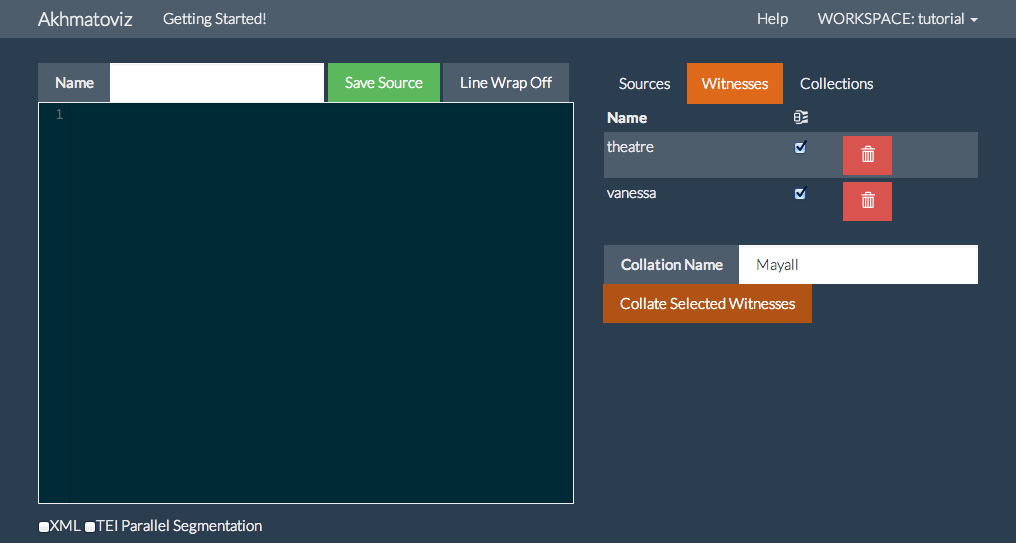 Akhmatoviz Getting Started! Help WORKSPACE: tutorial
Name Save Source Line Wrap Off
1
Sources Witnesses Collections
Name
theatre
vanessa
Collation Name Mayall
Collate Selected Witnesses
XML TEI Parallel Segmentation